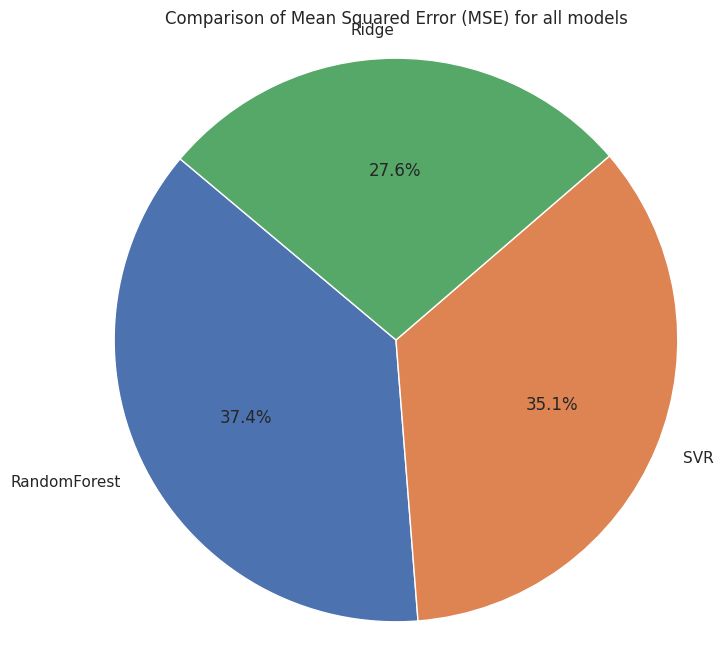 Comparison of Mean Squared Error (MSE) for all models
Ridge
27.6%
37.4%
35.1%
SVR
RandomForest